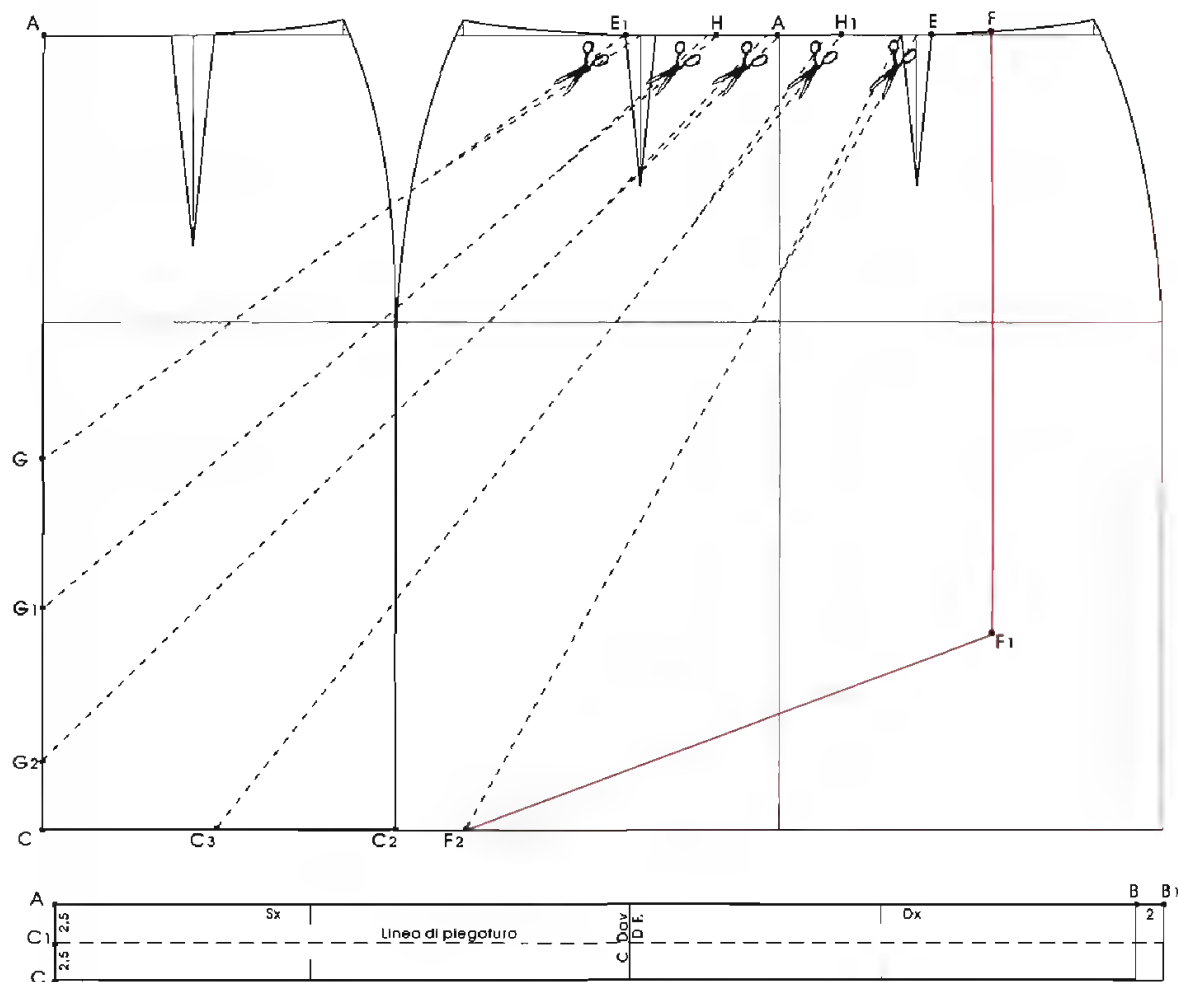 A E1 H A H1 E F
G
G1
F1
G2
C C3 C2 F2
A B B1
2,5 Sx C Dav D F. Dx 2
C1 Linea di piegatura
2,5
C